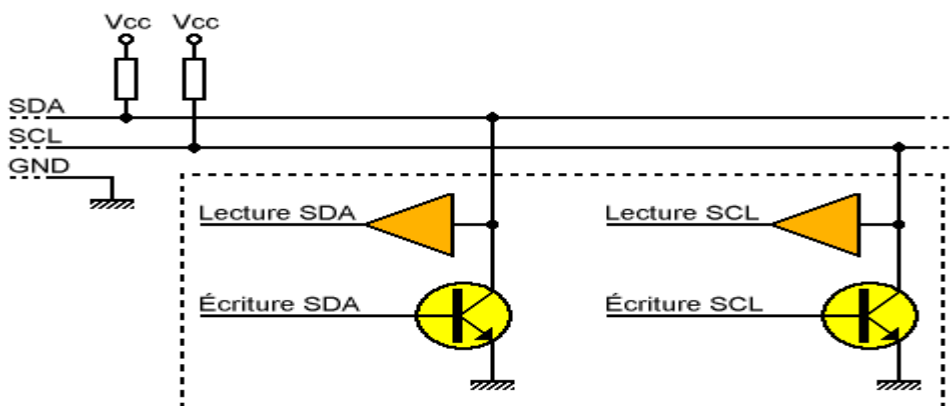 Vcc Vcc
SDA
SCL
GND
Lecture SDA Lecture SCL
Écriture SDA Écriture SCL